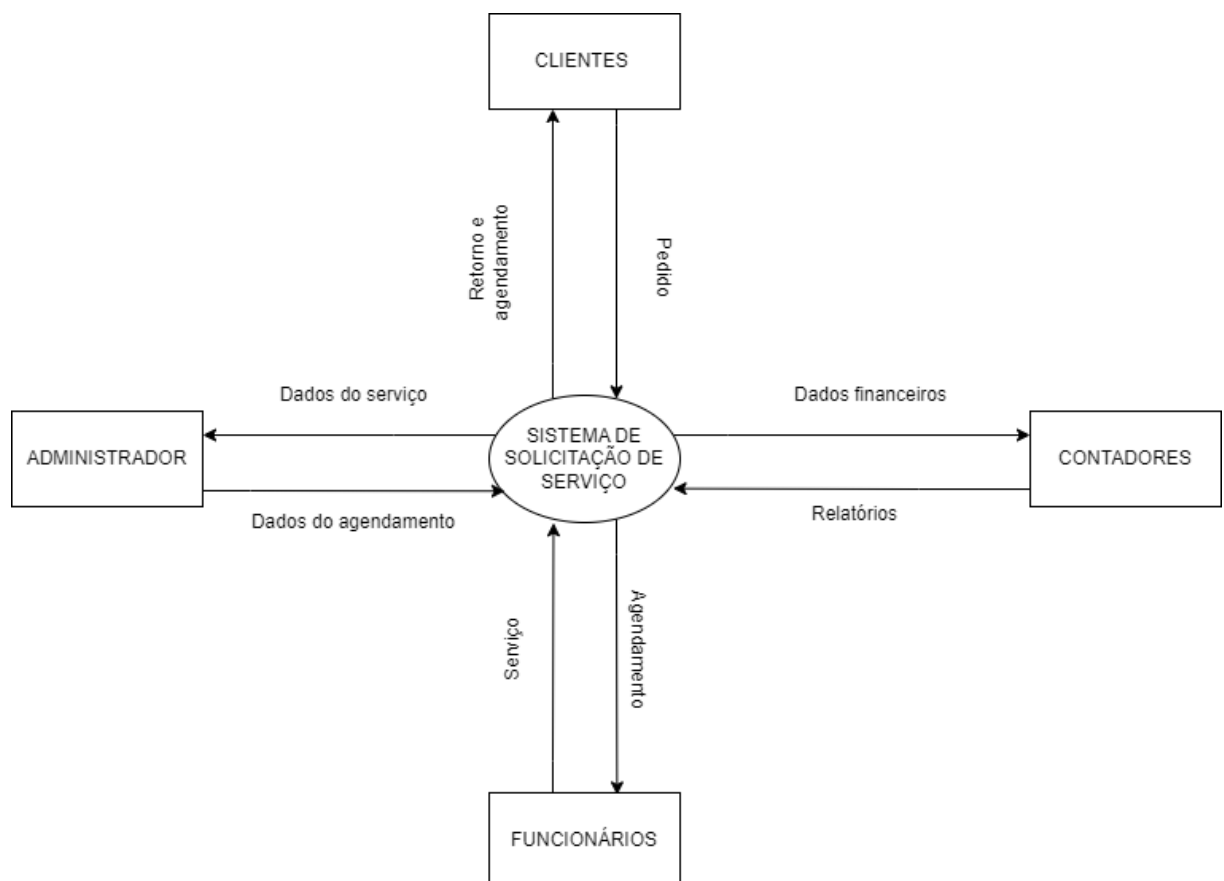 CLIENTES
Retorno e
agendamento
Pedido
Dados do serviço
Dados financeiros
ADMINISTRADOR
SISTEMA DE
SOLICITAÇÃO DE
SERVIÇO
CONTADORES
Dados do agendamento
Relatórios
Serviço
Agendamento
FUNCIONÁRIOS